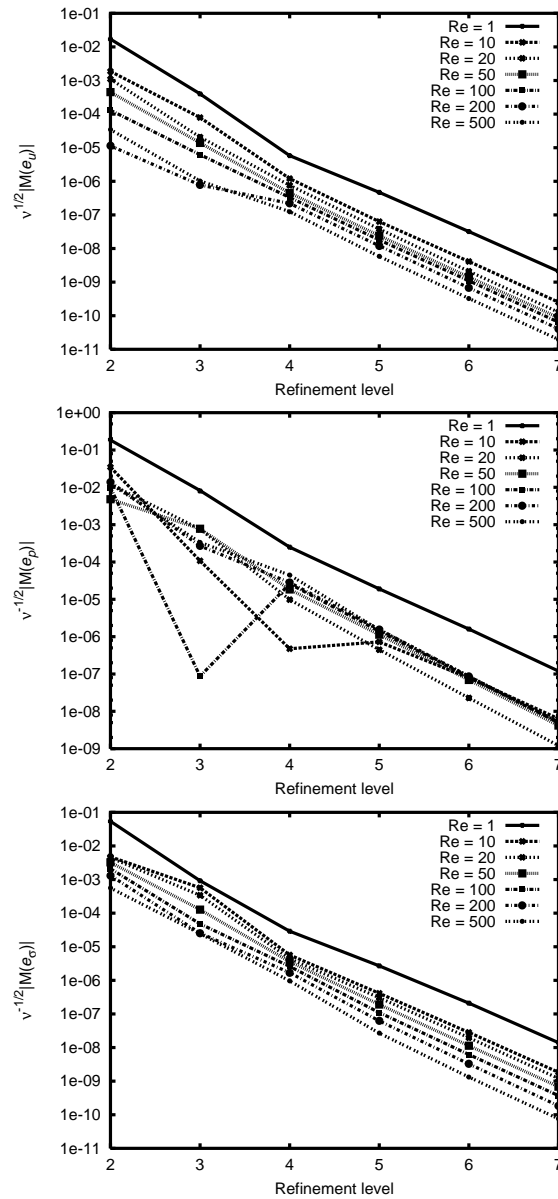 1e-01
1e-02
1e-03
1e-04
1e-05
1e-06
1e-07
1e-08
1e-09
1e-10
1e-11
2 3 4 5 6 7
ν1/2|M(eu)|
Refinement level
Re = 1
Re = 10
Re = 20
Re = 50
Re = 100
Re = 200
Re = 500
1e+00
1e-01
1e-02
1e-03
1e-04
1e-05
1e-06
1e-07
1e-08
1e-09
2 3 4 5 6 7
ν-1/2|M(ep)|
Refinement level
Re = 1
Re = 10
Re = 20
Re = 50
Re = 100
Re = 200
Re = 500
1e-01
1e-02
1e-03
1e-04
1e-05
1e-06
1e-07
1e-08
1e-09
1e-10
1e-11
2 3 4 5 6 7
ν-1/2|M(eσ)|
Refinement level
Re = 1
Re = 10
Re = 20
Re = 50
Re = 100
Re = 200
Re = 500